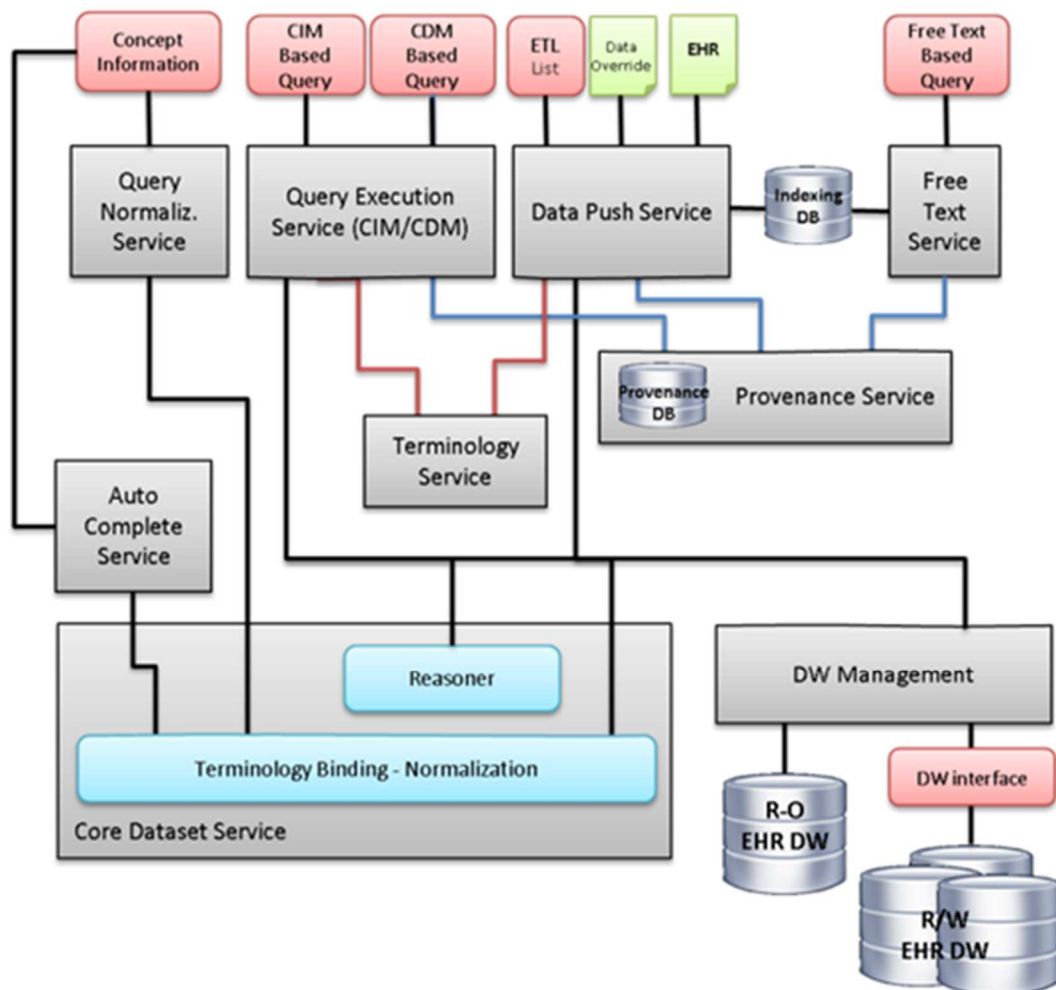 Concept
Information
CIM
Based
Query
CDM
Based
Query
ETL
List
Data
Override
EHR
Free Text
Based
Query
Query
Normaliz.
Service
Query Execution
Service (CIM/CDM)
Data Push Service
Indexing
DB
Free
Text
Service
Provenance
DB
Provenance Service
Terminology
Service
Auto
Complete
Service
Reasoner
DW Management
Terminology Binding - Normalization
Core Dataset Service
DW interface
R-O
EHR DW
R/W
EHR DW